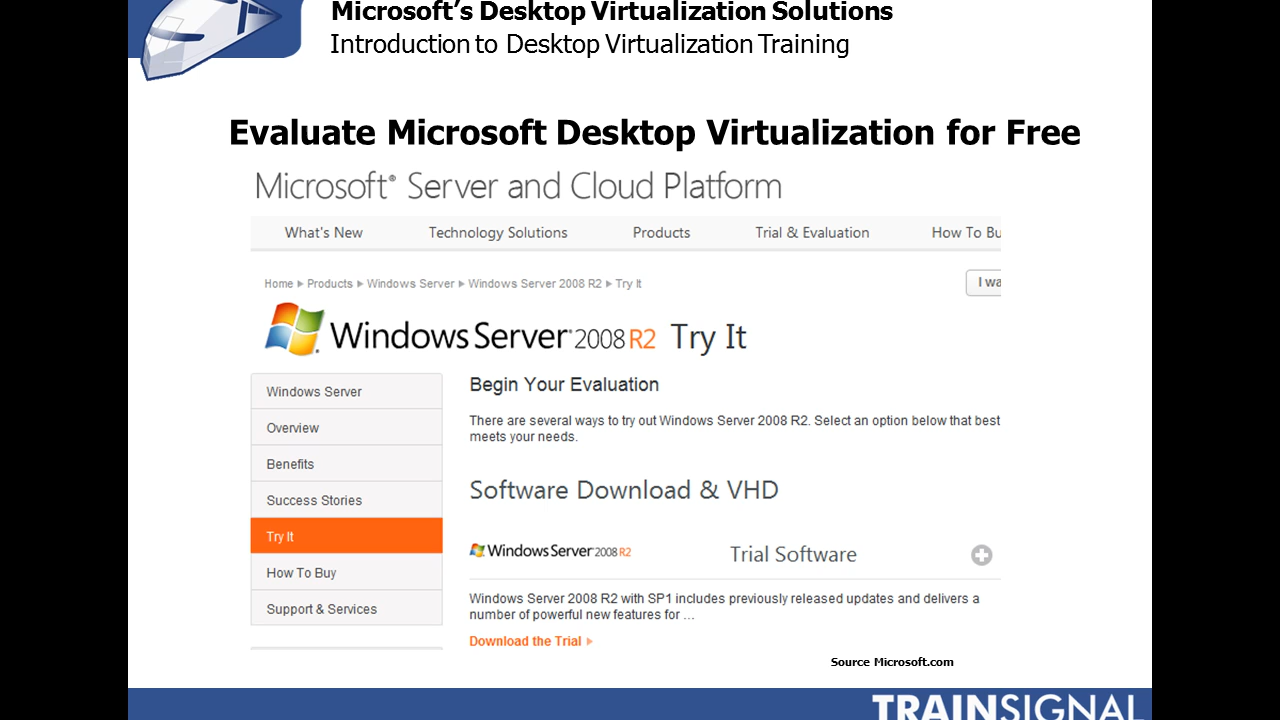 Microsoft's Desktop Virtualization Solutions
Introduction to Desktop Virtualization Training
Evaluate Microsoft Desktop Virtualization for Free
Microsoft® Server and Cloud Platform
What's New Technology Solutions Products Trial & Evaluation How To Bu
Home ▸ Products ▸ Windows Server ▸ Windows Server 2008 R2 ▸ Try It
I wa
Windows Server® 2008 R2 Try It
Windows Server
Overview
Benefits
Success Stories
Try It
How To Buy
Support & Services
Begin Your Evaluation
There are several ways to try out Windows Server 2008 R2. Select an option below that best
meets your needs.
Software Download & VHD
Windows Server 2008 R2 Trial Software
Windows Server 2008 R2 with SP1 includes previously released updates and delivers a
number of powerful new features for ...
Download the Trial ▸
Source Microsoft.com
TRAINSIGNAL